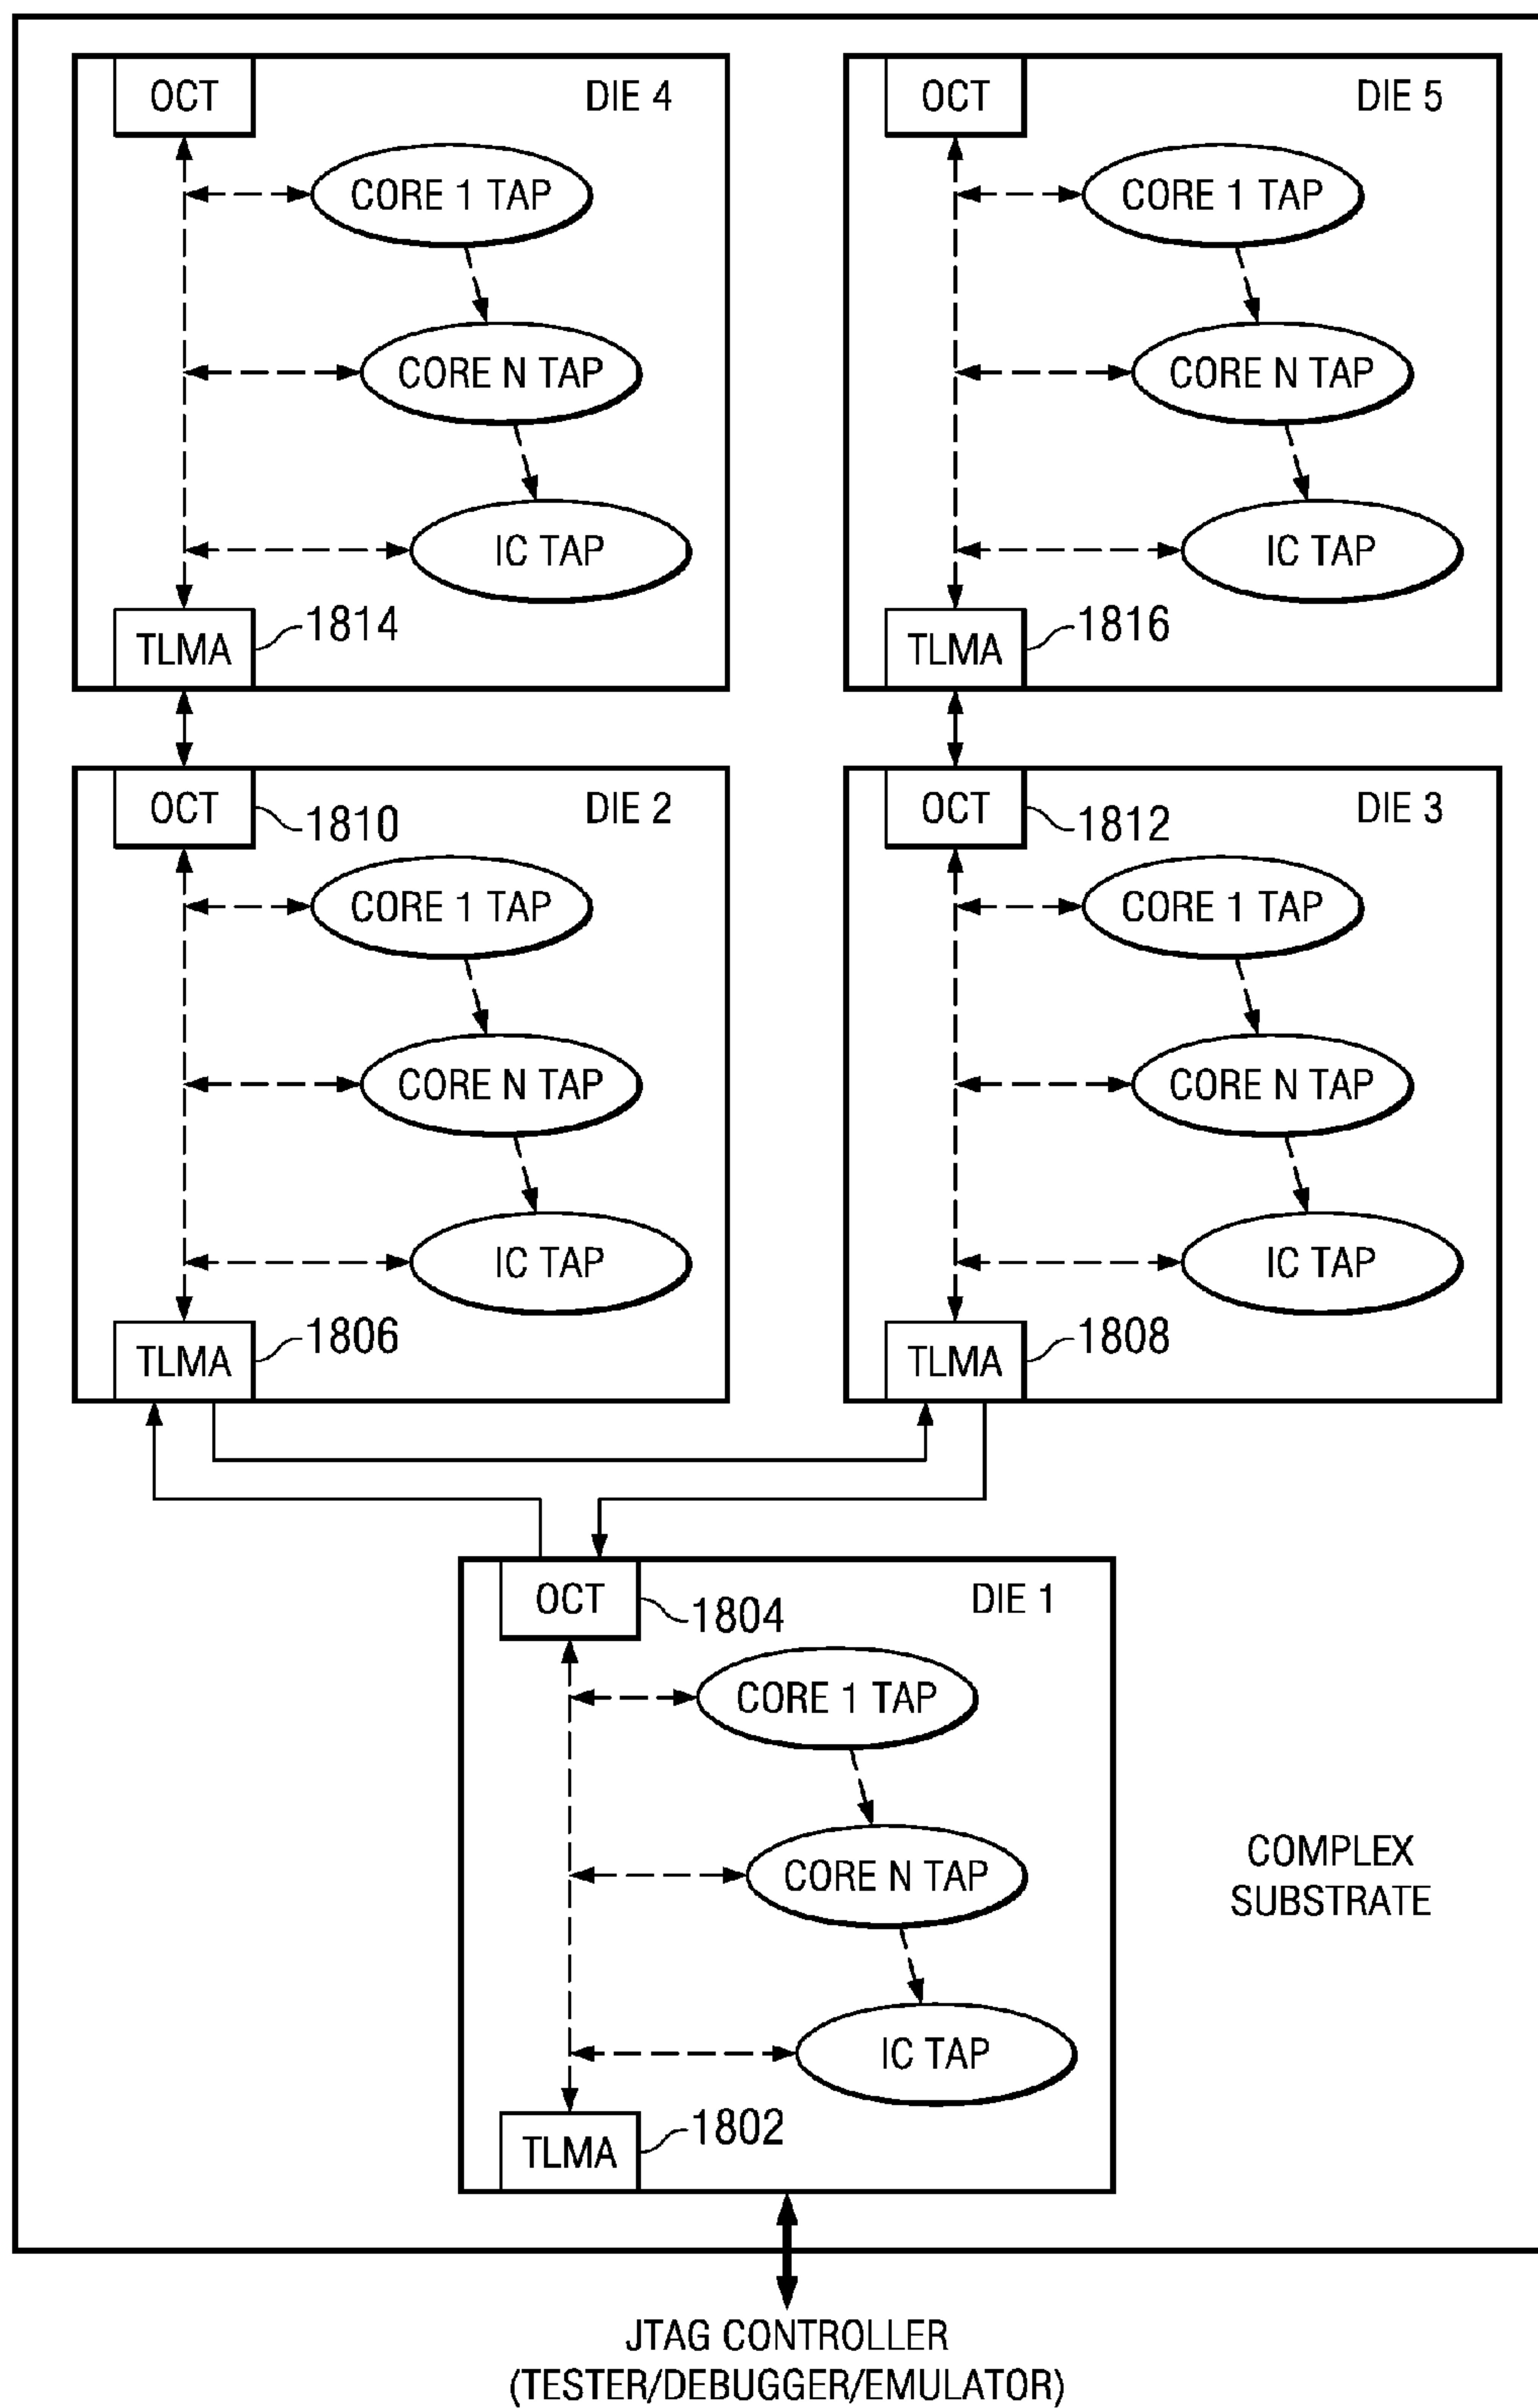 OCT
DIE 4
CORE 1 TAP
CORE N TAP
IC TAP
TLMA
1814
OCT
DIE 5
CORE 1 TAP
CORE N TAP
IC TAP
TLMA
1816
OCT
1810
DIE 2
CORE 1 TAP
CORE N TAP
IC TAP
TLMA
1806
OCT
1812
DIE 3
CORE 1 TAP
CORE N TAP
IC TAP
TLMA
1808
OCT
1804
DIE 1
CORE 1 TAP
CORE N TAP
IC TAP
TLMA
1802
COMPLEX
SUBSTRATE
JTAG CONTROLLER
(TESTER/DEBUGGER/EMULATOR)